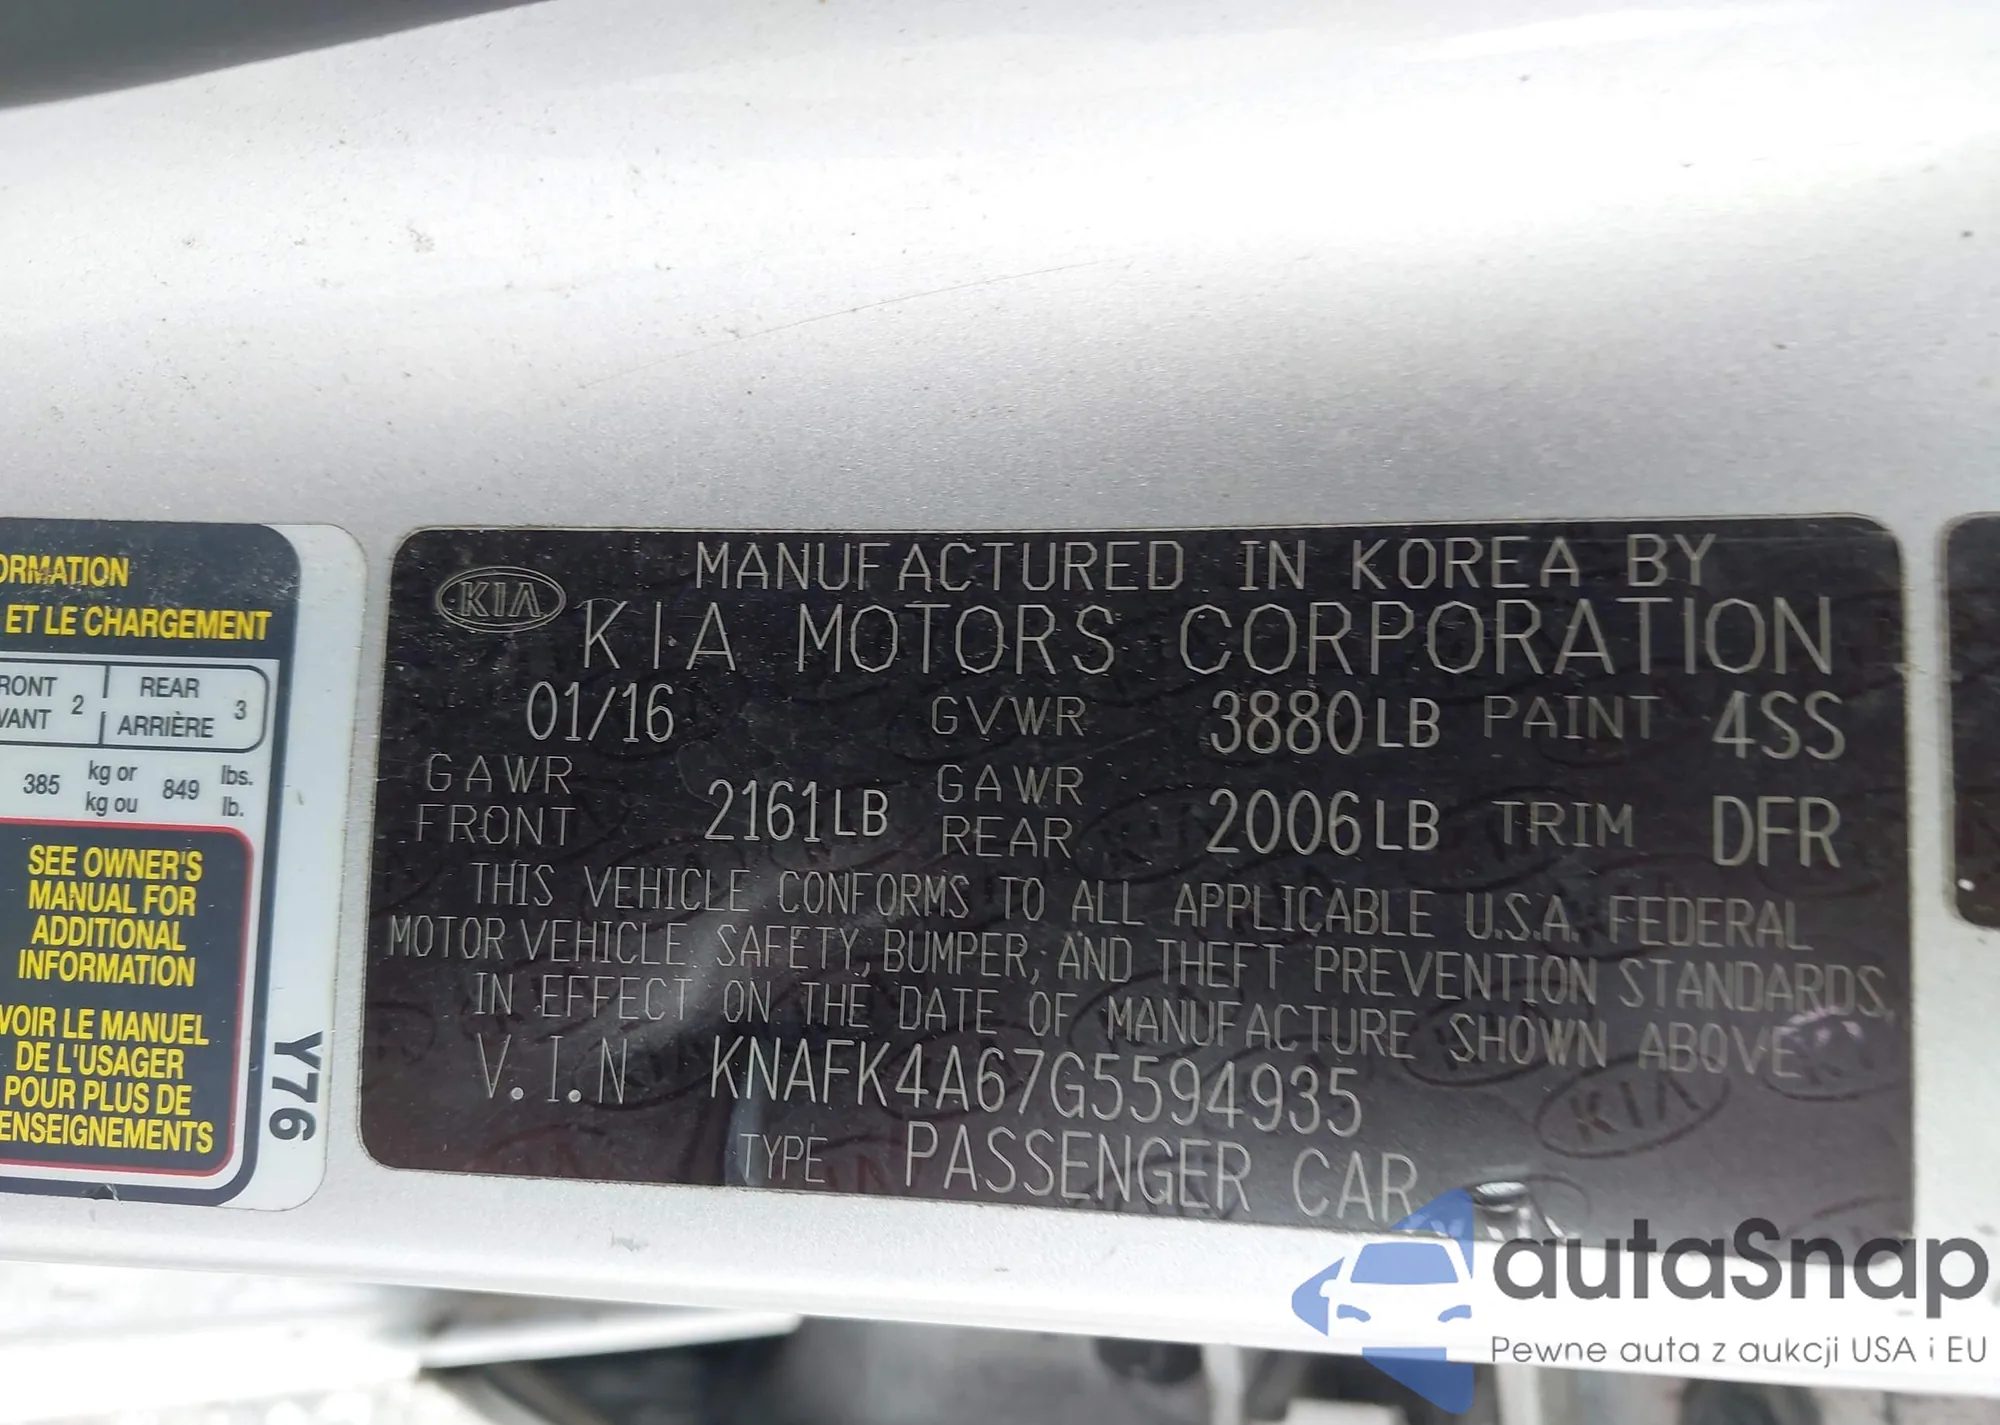 ORMATION
ET LE CHARGEMENT
RONT
VANT
2
REAR
ARRIÈRE
3
385 kg or
kg ou 849 lbs.
lb.
SEE OWNER'S
MANUAL FOR
ADDITIONAL
INFORMATION
VOIR LE MANUEL
DE L'USAGER
POUR PLUS DE
ENSEIGNEMENTS
Y76
KIA
MANUFACTURED IN KOREA BY
KIA MOTORS CORPORATION
01/16 GVWR 3880LB PAINT 4SS
GAWR
FRONT 2161LB GAWR
REAR 2006LB TRIM DFR
THIS VEHICLE CONFORMS TO ALL APPLICABLE U.S.A. FEDERAL
MOTOR VEHICLE SAFETY, BUMPER, AND THEFT PREVENTION STANDARDS,
IN EFFECT ON THE DATE OF MANUFACTURE SHOWN ABOVE
V.I.N KNAFK4A67G5594935
TYPE PASSENGER CAR
KIA
autaSnap
Pewne auta z aukcji USA i EU